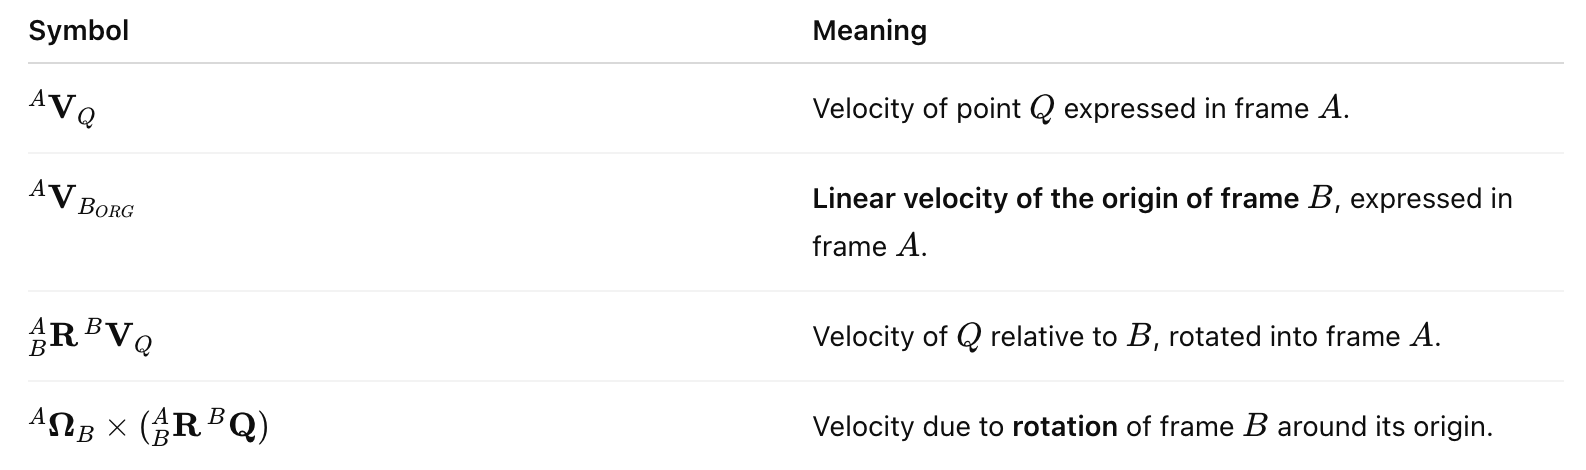 Symbol Meaning
$^{A}\mathbf{V}_{Q}$ Velocity of point $Q$ expressed in frame $A$.
$^{A}\mathbf{V}_{B_{ORG}}$ Linear velocity of the origin of frame $B$, expressed in
frame $A$.
$^{A}_{B}\mathbf{R}\,^{B}\mathbf{V}_{Q}$ Velocity of $Q$ relative to $B$, rotated into frame $A$.
$^{A}\mathbf{\Omega}_{B} \times (^{A}_{B}\mathbf{R}\,^{B}\mathbf{Q})$ Velocity due to rotation of frame $B$ around its origin.